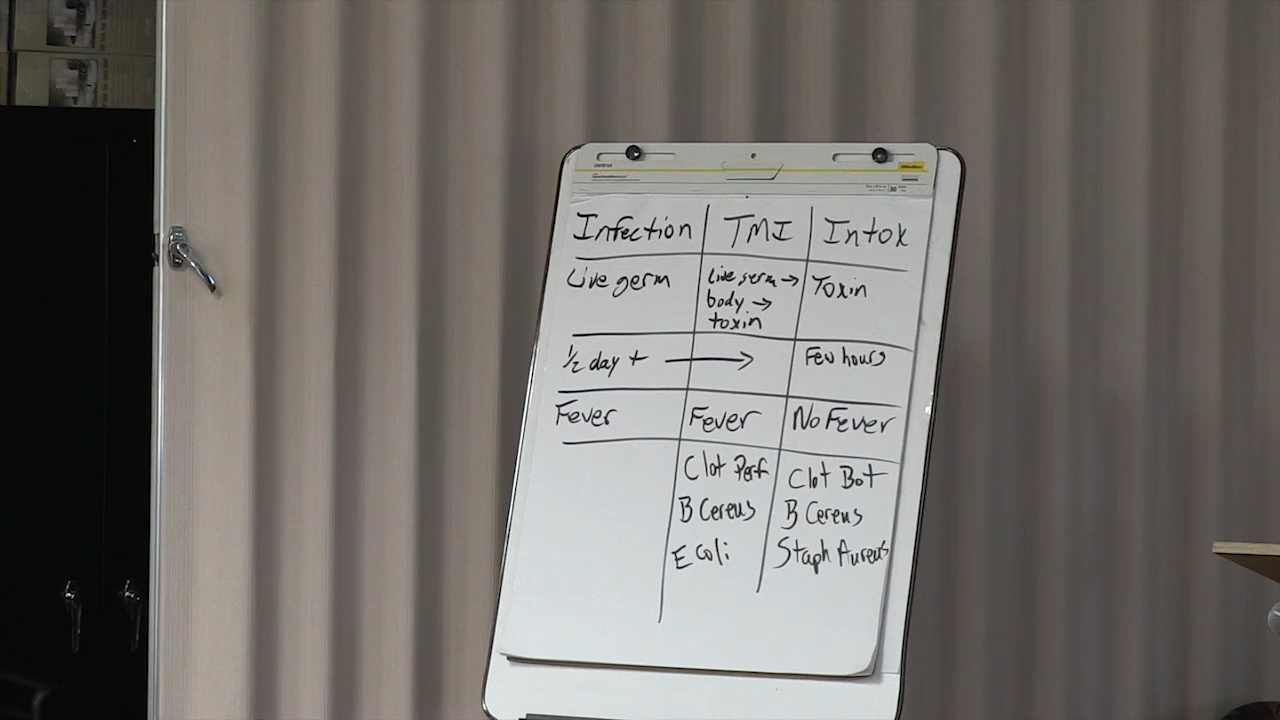 Infection TMI Intox
Live germ Live germ → Toxin
body →
toxin
1/2 day + → Few hours
Fever Fever No Fever
Clot Perf Clot Bot
B Cereus B Cereus
E Coli Staph Aureus